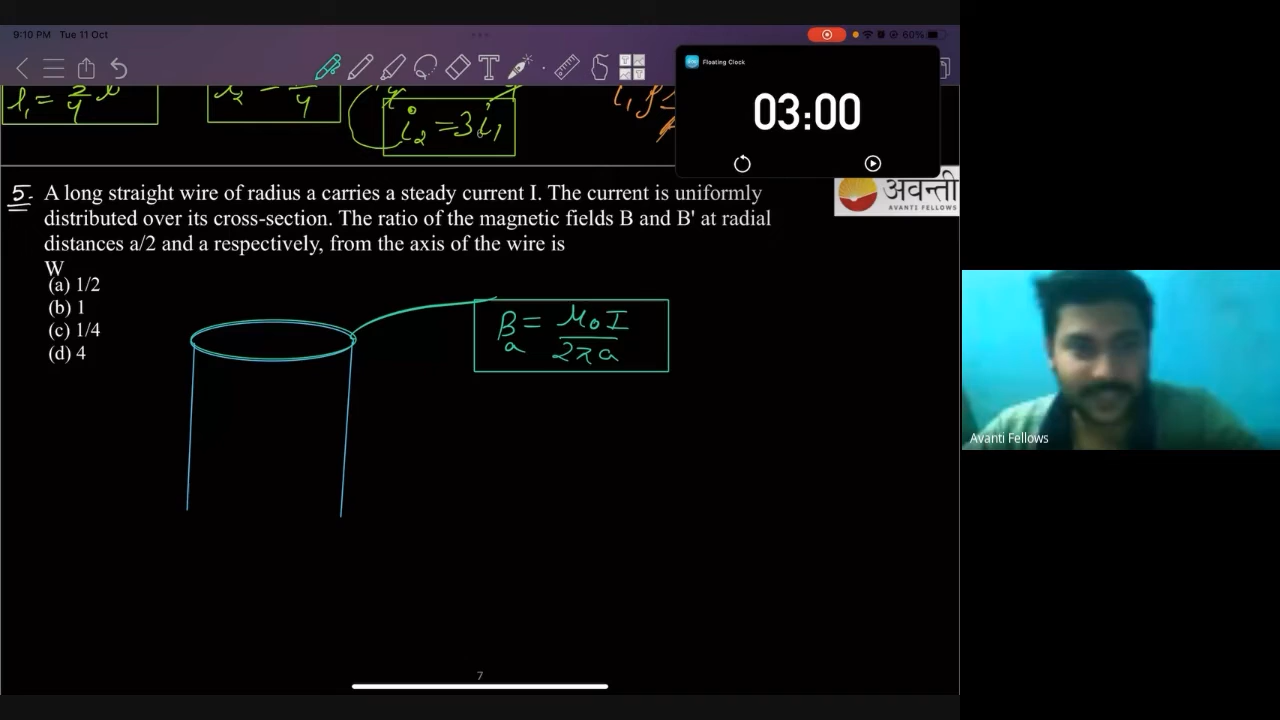 9:10 PM Tue 11 Oct
60%
Floating Clock
03:00
i₂ = 3i₁
5. A long straight wire of radius a carries a steady current I. The current is uniformly
distributed over its cross-section. The ratio of the magnetic fields B and B' at radial
distances a/2 and a respectively, from the axis of the wire is
W
(a) 1/2
(b) 1
(c) 1/4
(d) 4
अवन्ती
AVANTI FELLOWS
B_a = μ₀I / 2πa
Avanti Fellows
7